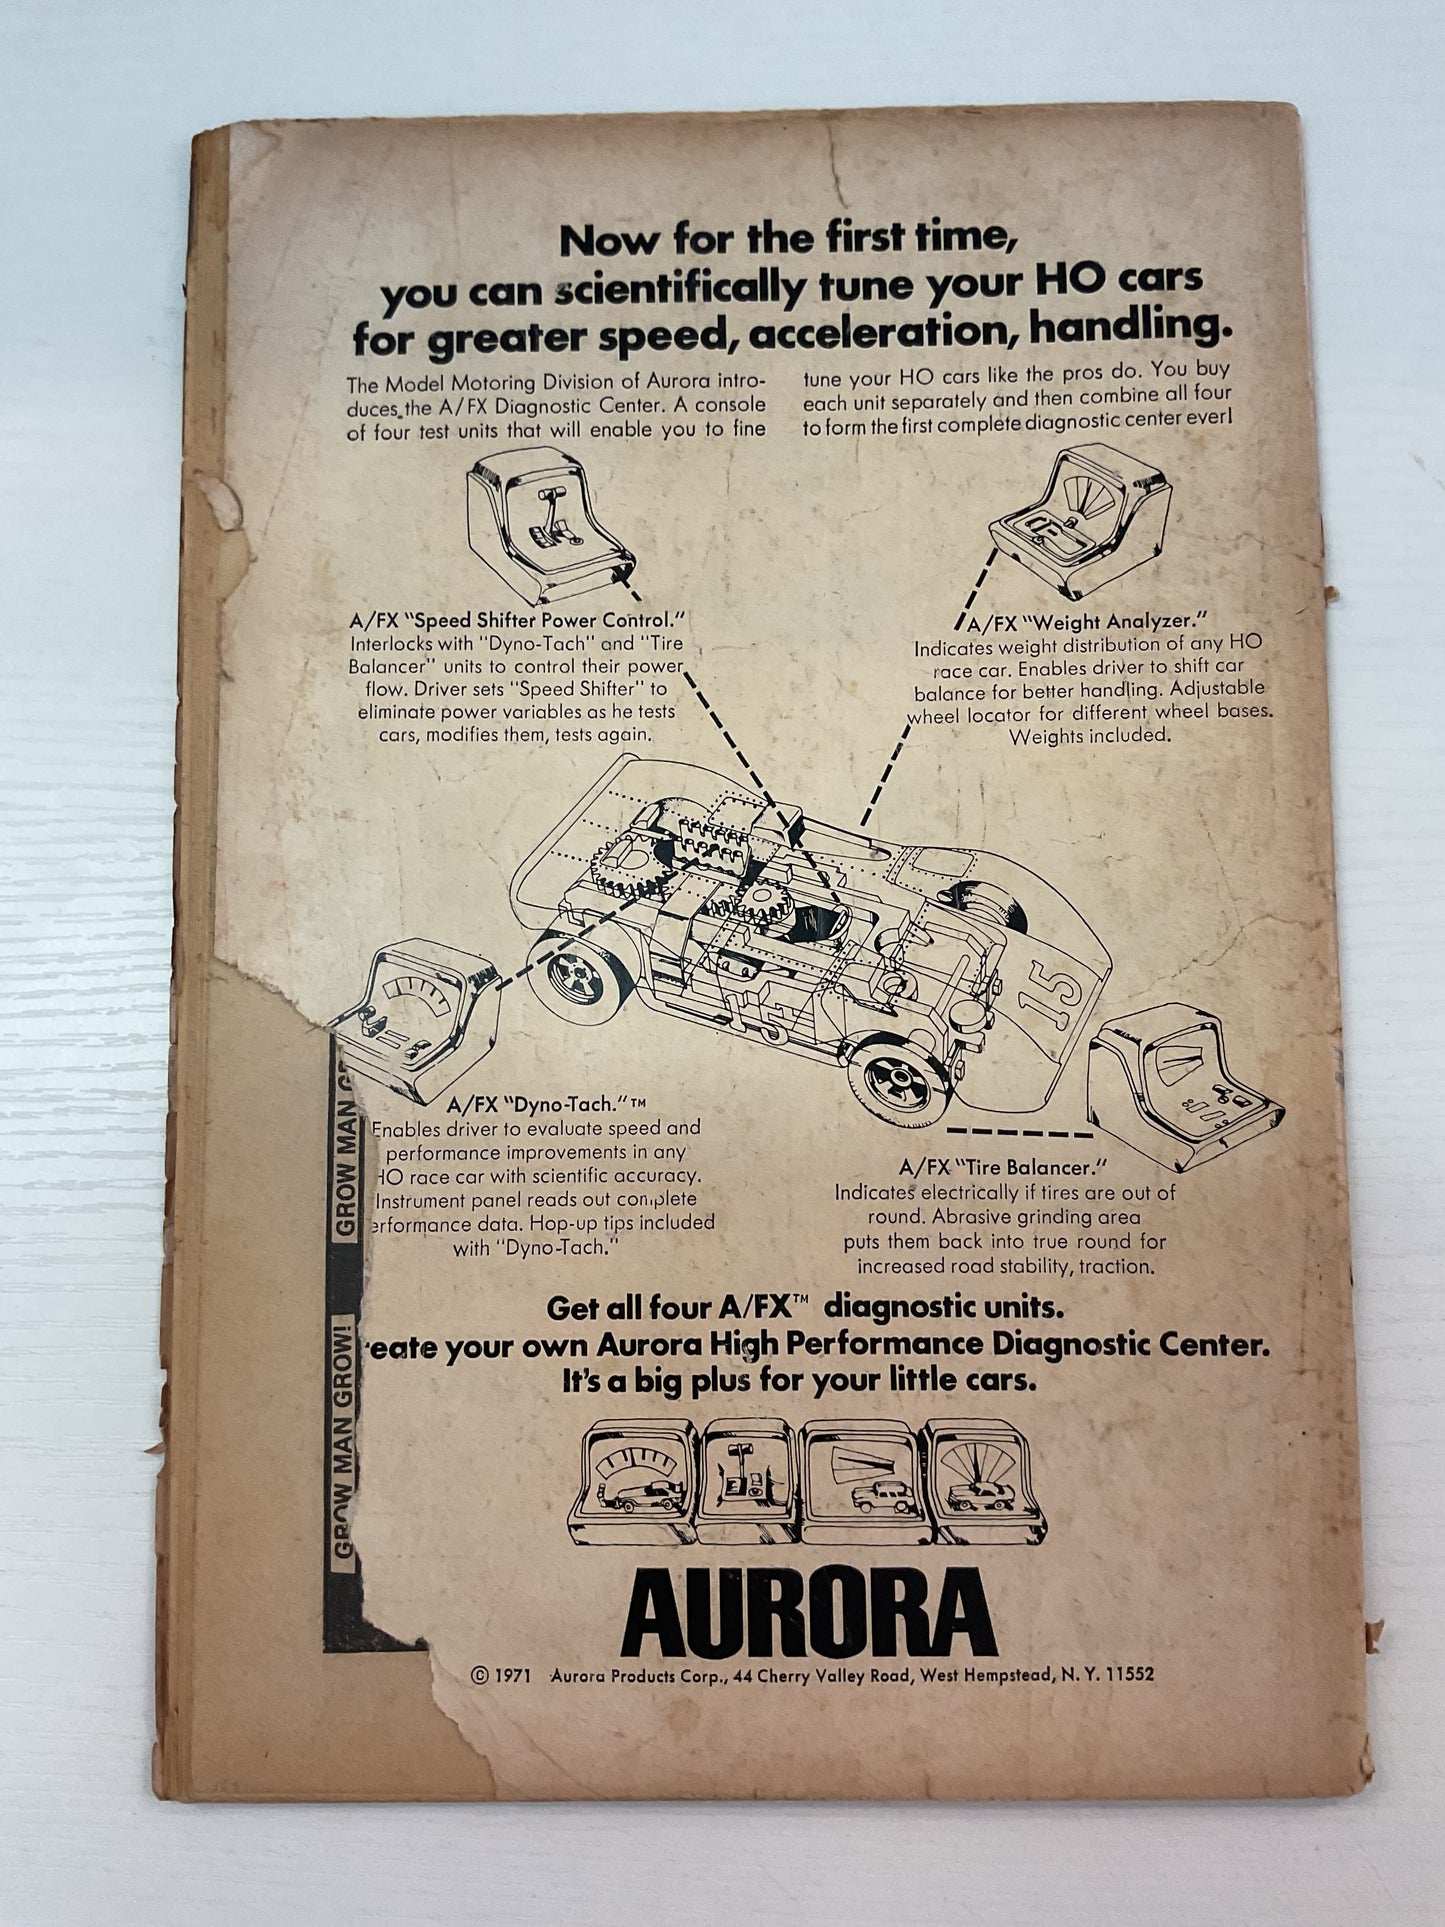 Now for the first time,
you can scientifically tune your HO cars
for greater speed, acceleration, handling.
The Model Motoring Division of Aurora intro-
duces the A/FX Diagnostic Center. A console
of four test units that will enable you to fine
tune your HO cars like the pros do. You buy
each unit separately and then combine all four
to form the first complete diagnostic center ever!
A/FX "Speed Shifter Power Control."
Interlocks with "Dyno-Tach" and "Tire
Balancer" units to control their power
flow. Driver sets "Speed Shifter" to
eliminate power variables as he tests
cars, modifies them, tests again.
A/FX "Weight Analyzer."
Indicates weight distribution of any HO
race car. Enables driver to shift car
balance for better handling. Adjustable
wheel locator for different wheel bases.
Weights included.
15
15
A/FX "Dyno-Tach."™
Enables driver to evaluate speed and
performance improvements in any
HO race car with scientific accuracy.
Instrument panel reads out complete
erformance data. Hop-up tips included
with "Dyno-Tach."
A/FX "Tire Balancer."
Indicates electrically if tires are out of
round. Abrasive grinding area
puts them back into true round for
increased road stability, traction.
GROW MAN GR
GROW MAN GROW!
Get all four A/FX™ diagnostic units.
reate your own Aurora High Performance Diagnostic Center.
It's a big plus for your little cars.
AURORA
© 1971 Aurora Products Corp., 44 Cherry Valley Road, West Hempstead, N. Y. 11552